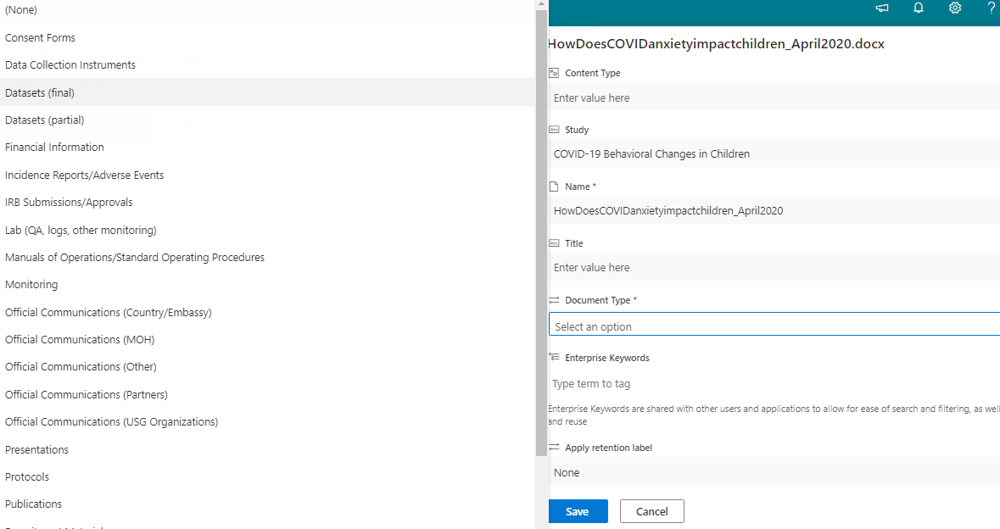 (None)
Consent Forms
Data Collection Instruments
Datasets (final)
Datasets (partial)
Financial Information
Incidence Reports/Adverse Events
IRB Submissions/Approvals
Lab (QA, logs, other monitoring)
Manuals of Operations/Standard Operating Procedures
Monitoring
Official Communications (Country/Embassy)
Official Communications (MOH)
Official Communications (Other)
Official Communications (Partners)
Official Communications (USG Organizations)
Presentations
Protocols
Publications
?
HowDoesCOVIDanxietyimpactchildren_April2020.docx
Content Type
Enter value here
Abc Study
COVID-19 Behavioral Changes in Children
Name *
HowDoesCOVIDanxietyimpactchildren_April2020
Abc Title
Enter value here
Document Type *
Select an option
Enterprise Keywords
Type term to tag
Enterprise Keywords are shared with other users and applications to allow for ease of search and filtering, as well
and reuse
Apply retention label
None
Save
Cancel